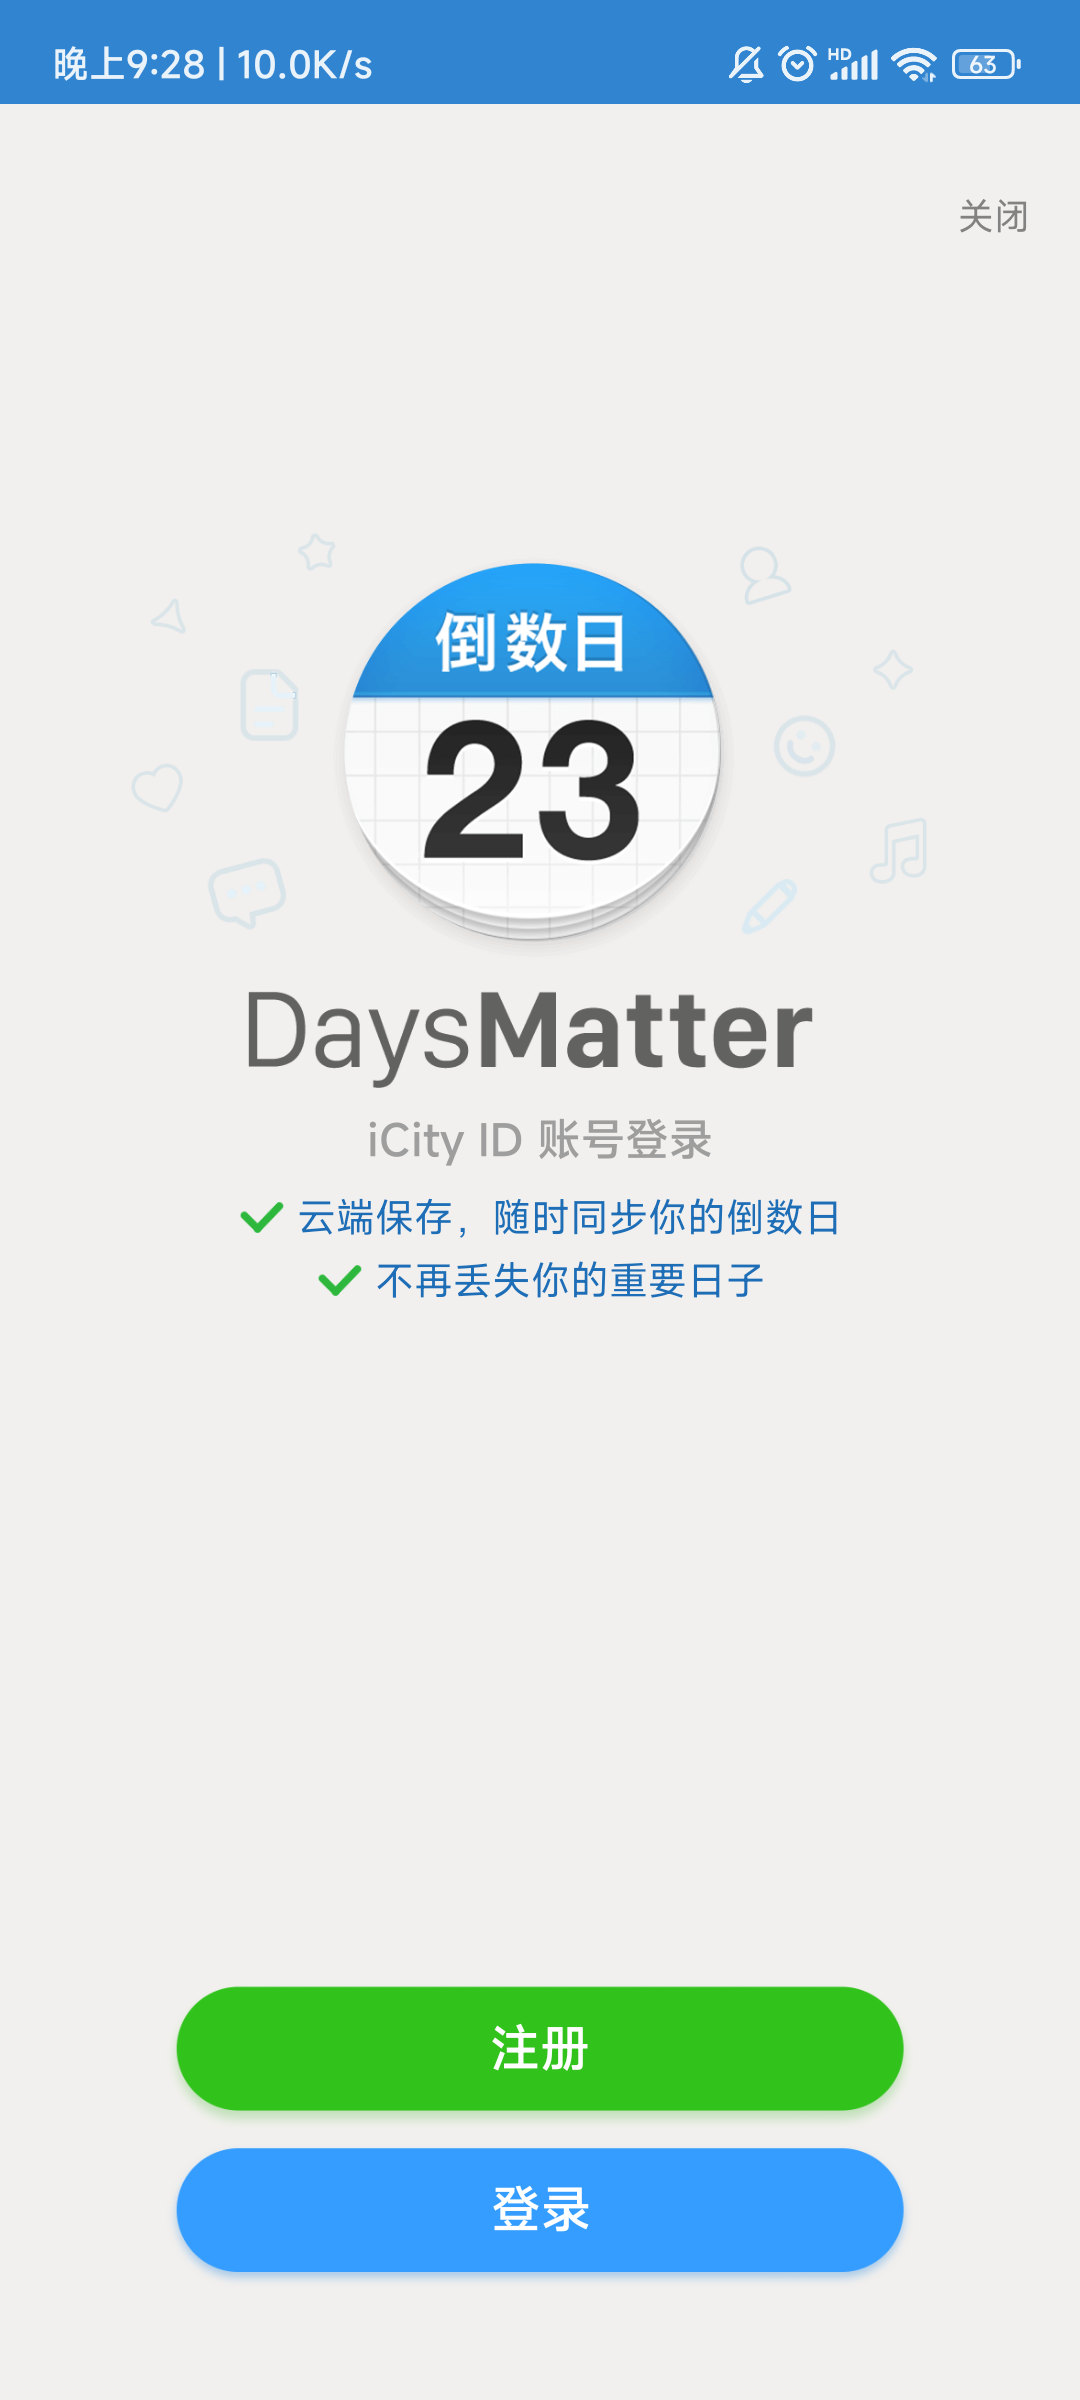 晚上9:28 | 10.0K/s
HD
63
关闭
倒数日
23
DaysMatter
iCity ID 账号登录
云端保存，随时同步你的倒数日
不再丢失你的重要日子
注册
登录